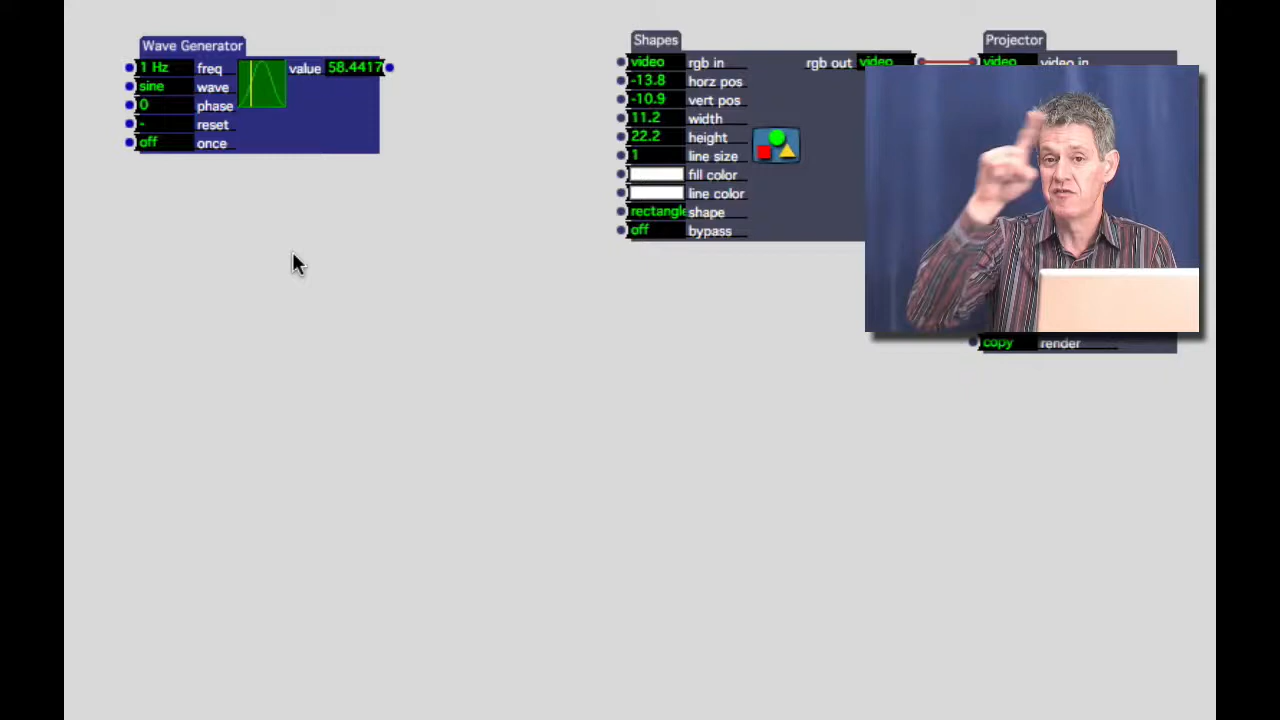 Wave Generator
1 Hz freq value 58.4417
sine wave
0 phase
- reset
off once
Shapes
video rgb in rgb out video
-13.8 horz pos
-10.9 vert pos
11.2 width
22.2 height
1 line size
fill color
line color
rectangle shape
off bypass
Projector
video video in
copy render